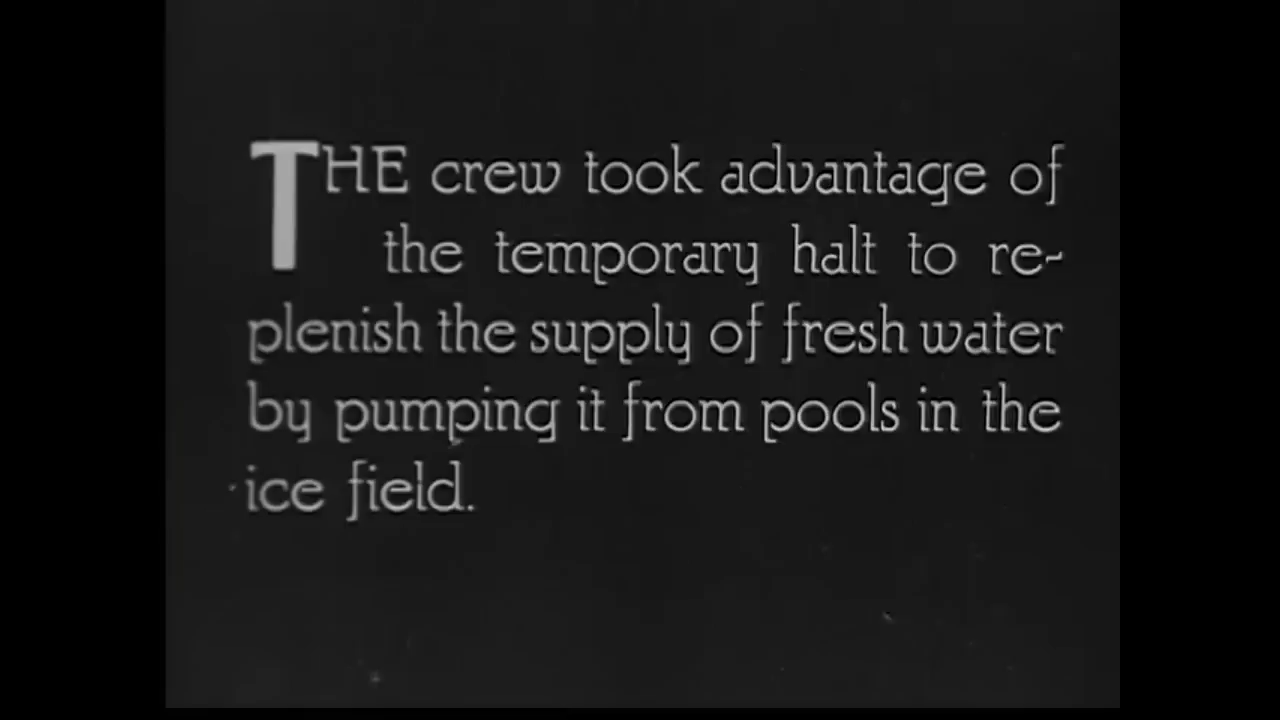 THE crew took advantage of
the temporary halt to re-
plenish the supply of fresh water
by pumping it from pools in the
ice field.